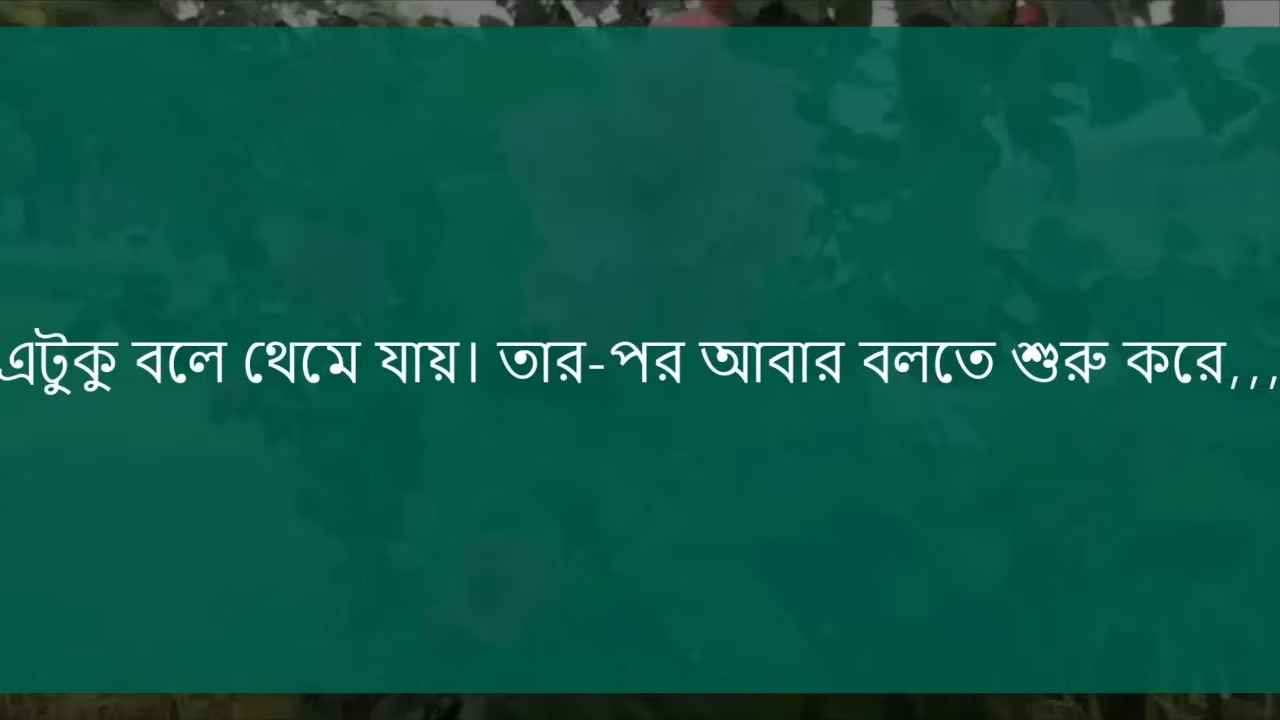 এটুকু বলে থেমে যায়। তার-পর আবার বলতে শুরু করে,,,